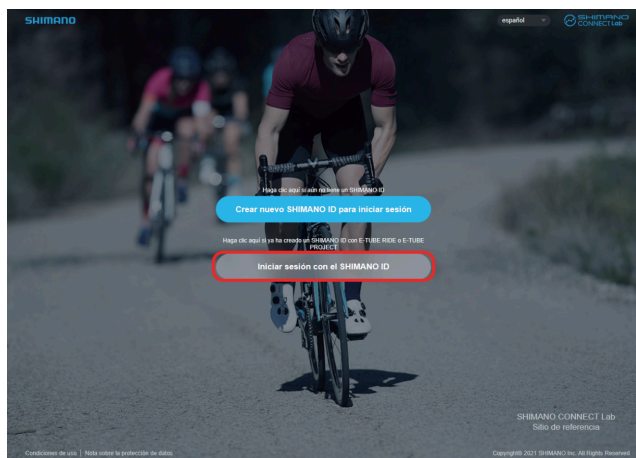 SHIMANO
español
SHIMANO
CONNECT Lab
Haga clic aquí si aún no tiene un SHIMANO ID
Crear nuevo SHIMANO ID para iniciar sesión
Haga clic aquí si ya ha creado un SHIMANO ID con E-TUBE RIDE o E-TUBE
PROJECT
Iniciar sesión con el SHIMANO ID
SHIMANO CONNECT Lab
Sitio de referencia
Condiciones de uso | Nota sobre la protección de datos
Copyright© 2021 SHIMANO Inc. All Rights Reserved